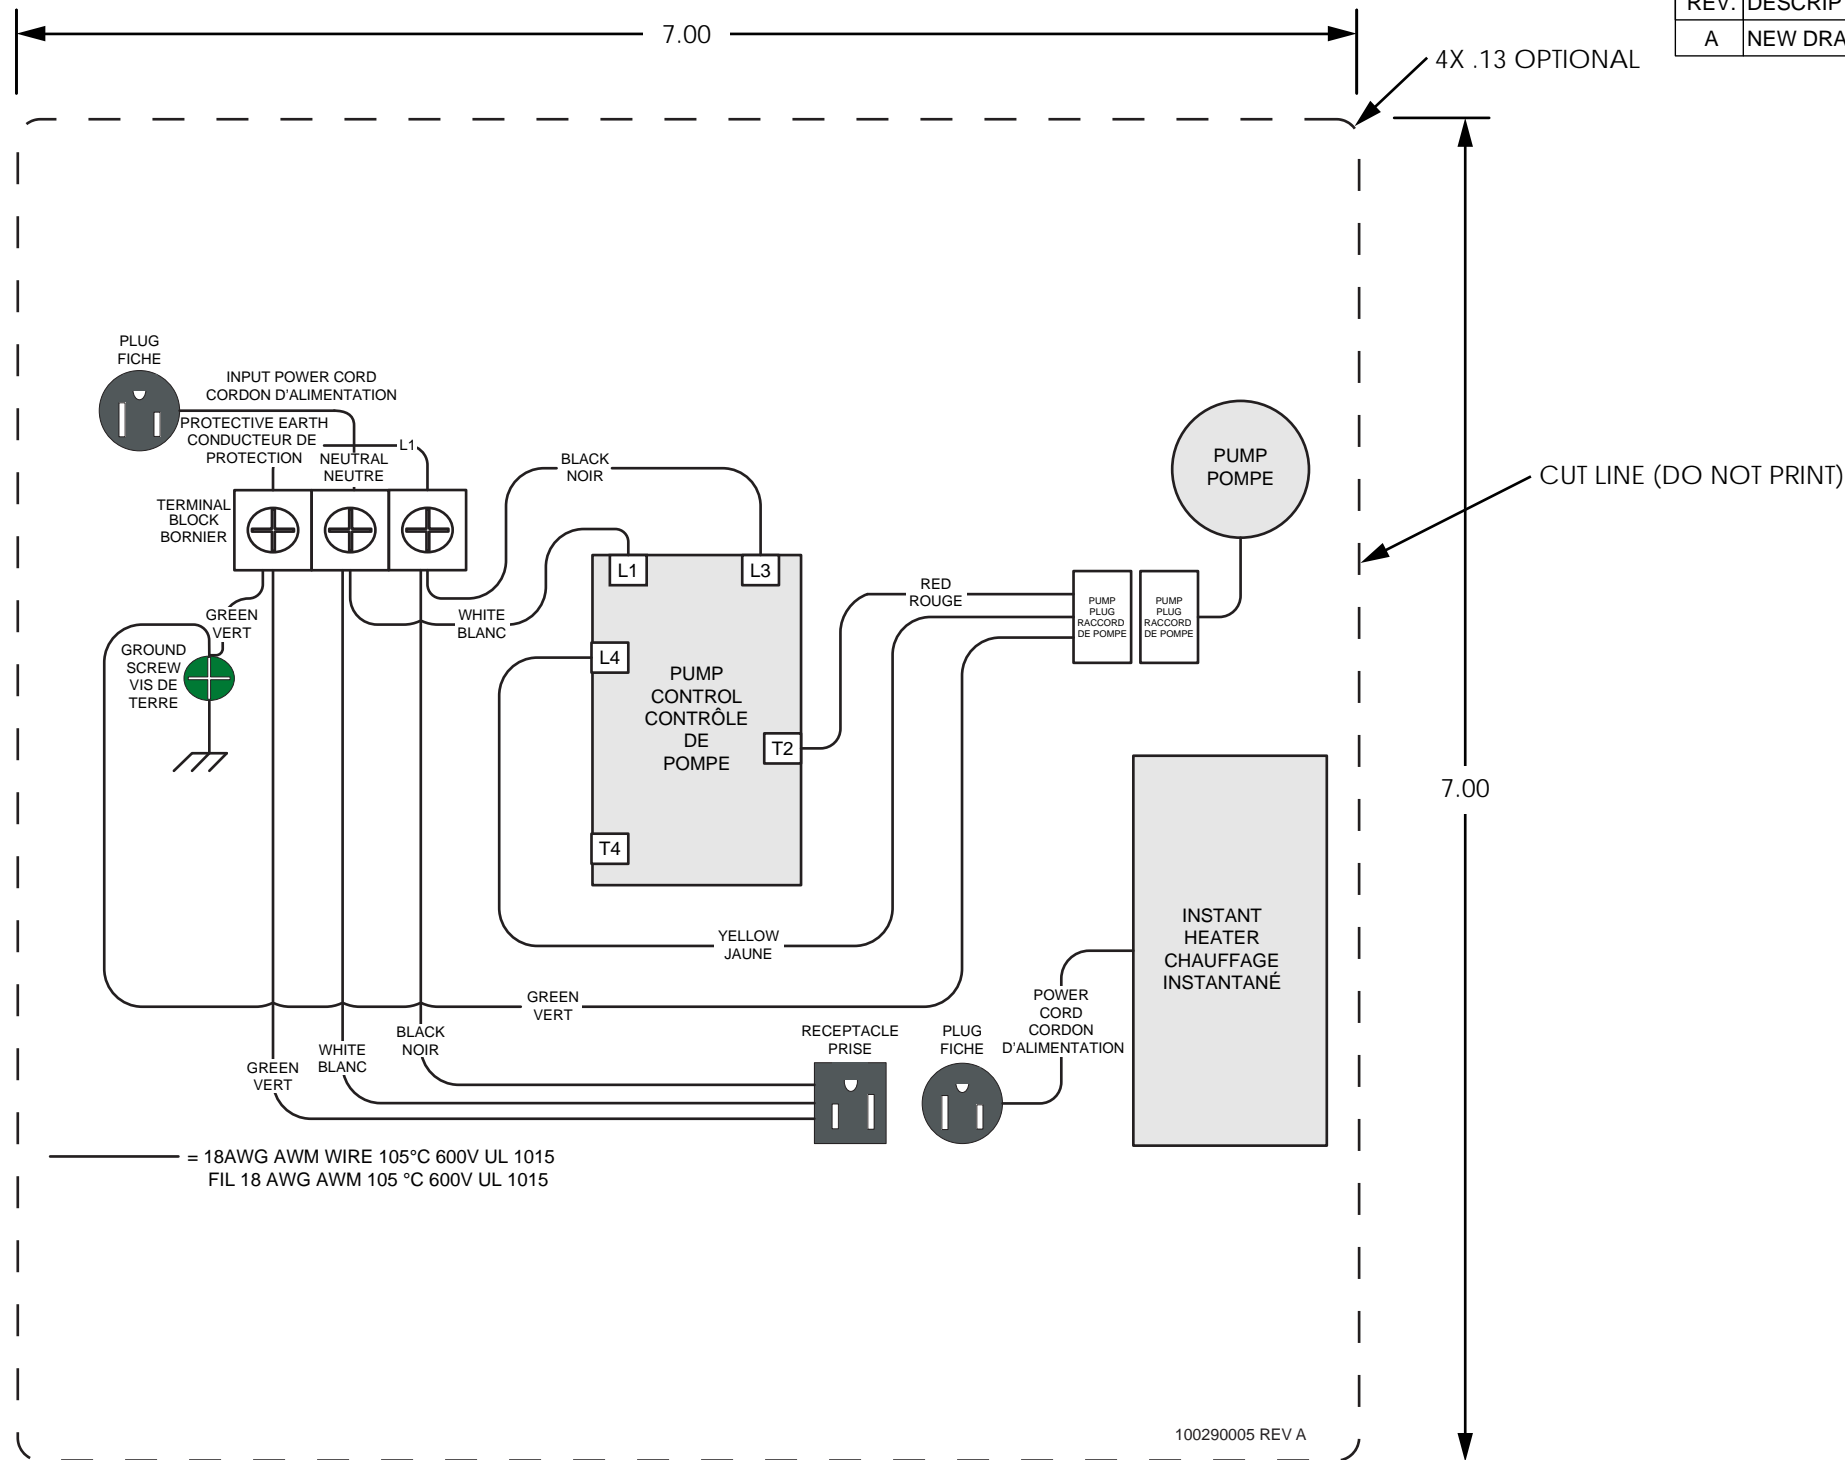 REV.
DESCRIP
A
NEW DRA
7.00
4X .13 OPTIONAL
PLUG
FICHE
INPUT POWER CORD
CORDON D'ALIMENTATION
PROTECTIVE EARTH
CONDUCTEUR DE
PROTECTION
NEUTRAL
NEUTRE
L1
TERMINAL
BLOCK
BORNIER
BLACK
NOIR
PUMP
POMPE
CUT LINE (DO NOT PRINT)
L1
L3
WHITE
BLANC
GREEN
VERT
RED
ROUGE
PUMP
PLUG
RACCORD
DE POMPE
PUMP
PLUG
RACCORD
DE POMPE
GROUND
SCREW
VIS DE
TERRE
L4
PUMP
CONTROL
CONTRÔLE
DE
POMPE
T2
T4
7.00
YELLOW
JAUNE
INSTANT
HEATER
CHAUFFAGE
INSTANTANÉ
GREEN
VERT
POWER
CORD
CORDON
D'ALIMENTATION
BLACK
NOIR
WHITE
BLANC
GREEN
VERT
RECEPTACLE
PRISE
PLUG
FICHE
= 18AWG AWM WIRE 105°C 600V UL 1015
FIL 18 AWG AWM 105 °C 600V UL 1015
100290005 REV A